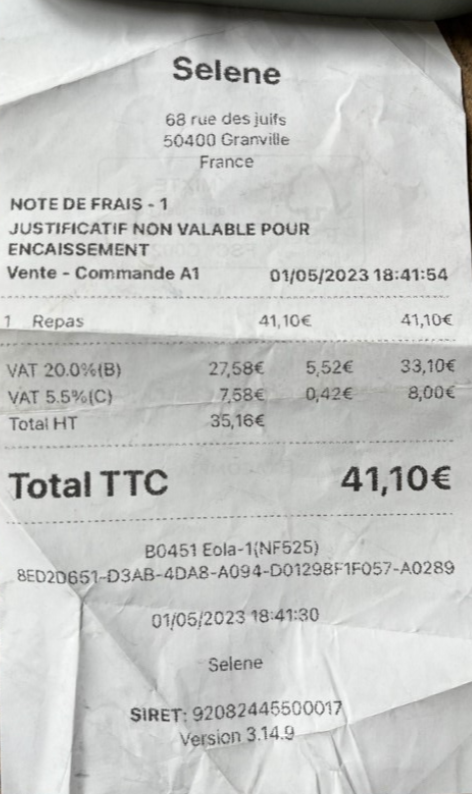 Selene
68 rue des juifs
50400 Granville
France
NOTE DE FRAIS - 1
JUSTIFICATIF NON VALABLE POUR
ENCAISSEMENT
Vente - Commande A1 01/05/2023 18:41:54
1 Repas 41,10€ 41,10€
VAT 20.0%(B) 27,58€ 5,52€ 33,10€
VAT 5.5%(C) 7,58€ 0,42€ 8,00€
Total HT 35,16€
Total TTC 41,10€
B0451 Eola-1(NF525)
8ED2D651-D3AB-4DA8-A094-D01298F1F057-A0289
01/05/2023 18:41:30
Selene
SIRET: 92082445500017
Version 3.14.9